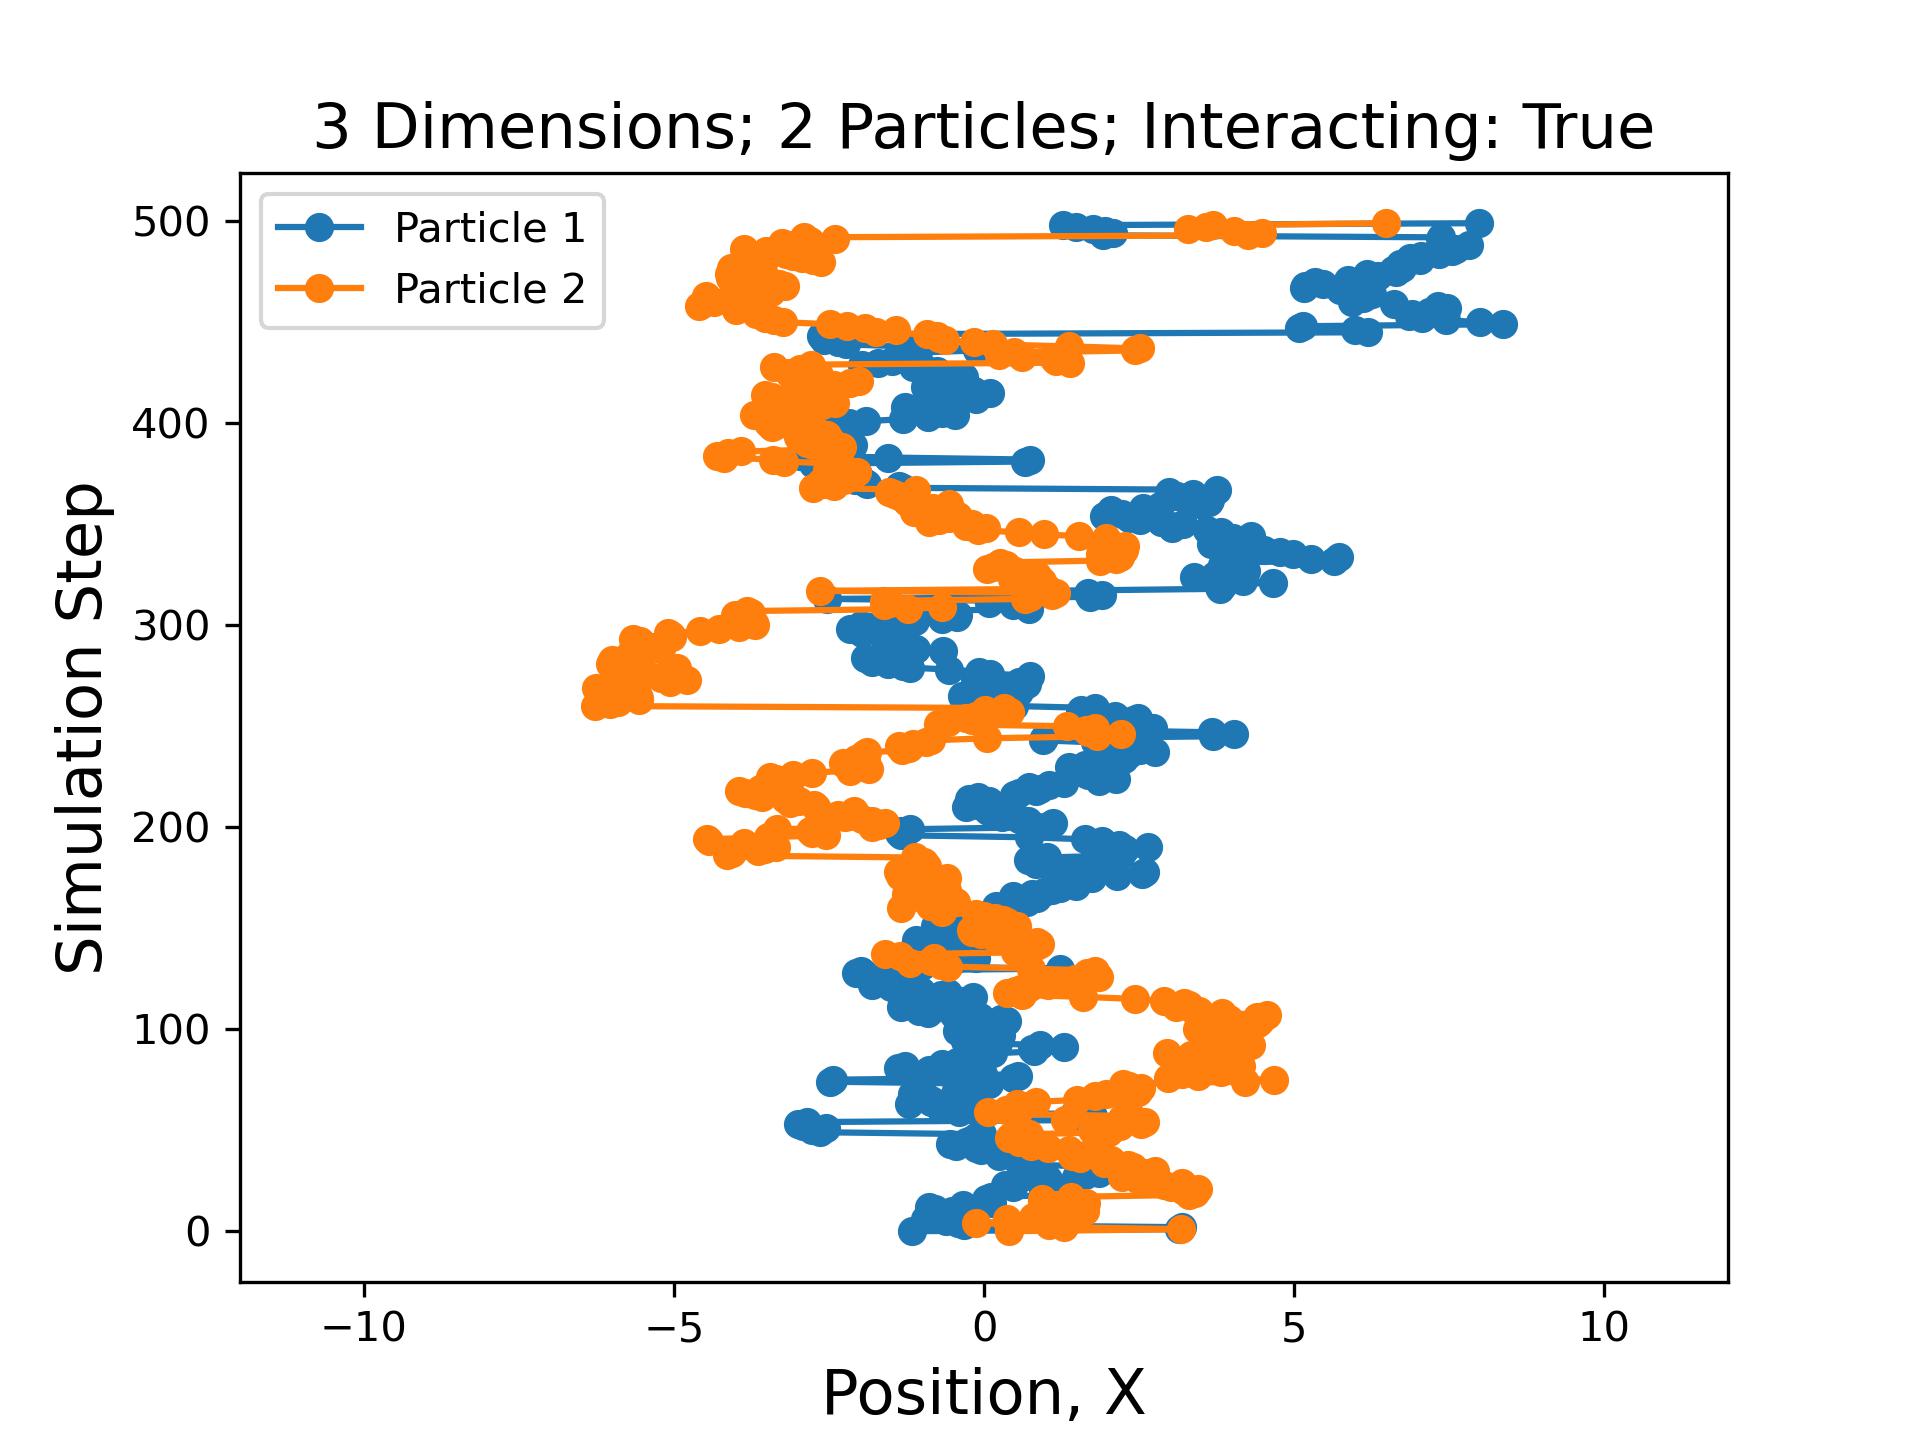 3 Dimensions; 2 Particles; Interacting: True
Particle 1
Particle 2
Simulation Step
500
400
300
200
100
0
−10
−5
0
5
10
Position, X